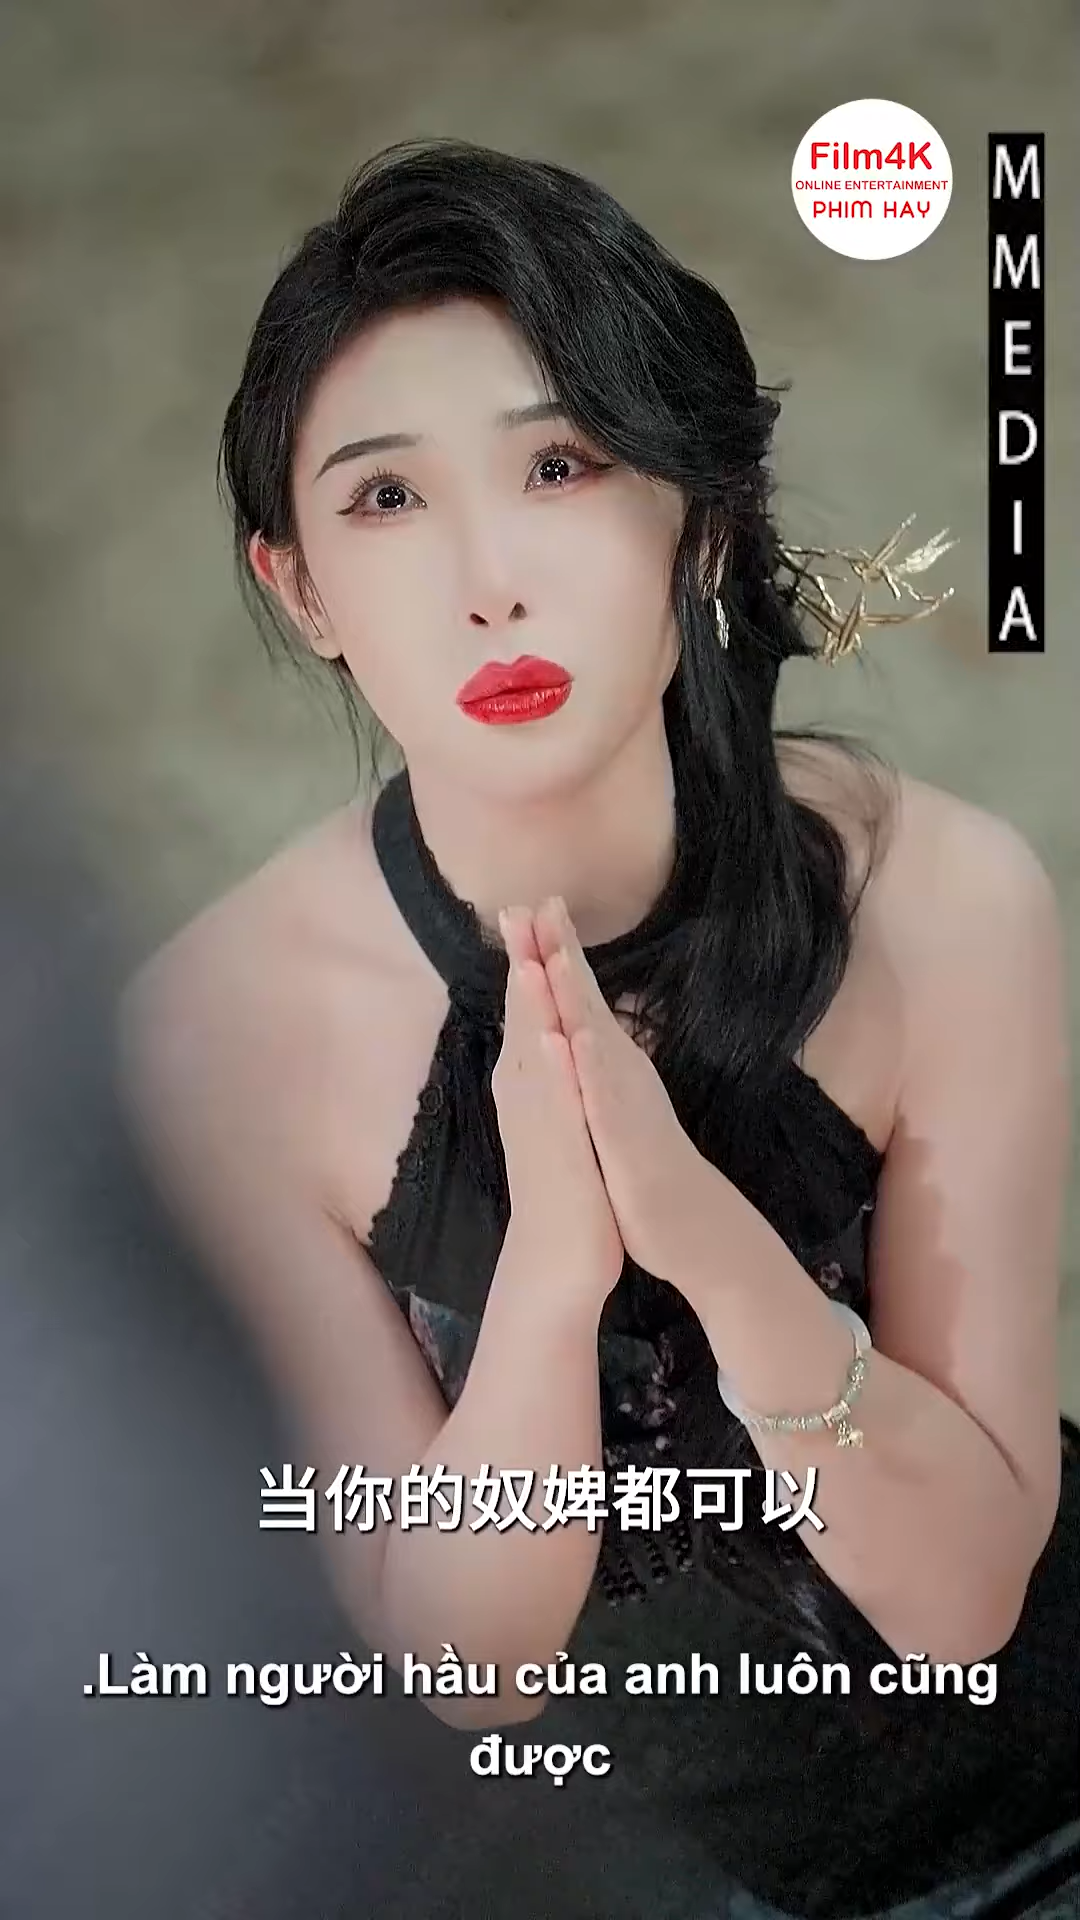 Film4K
ONLINE ENTERTAINMENT
PHIM HAY
MMEDIA
当你的奴婢都可以
.Làm người hầu của anh luôn cũng
được